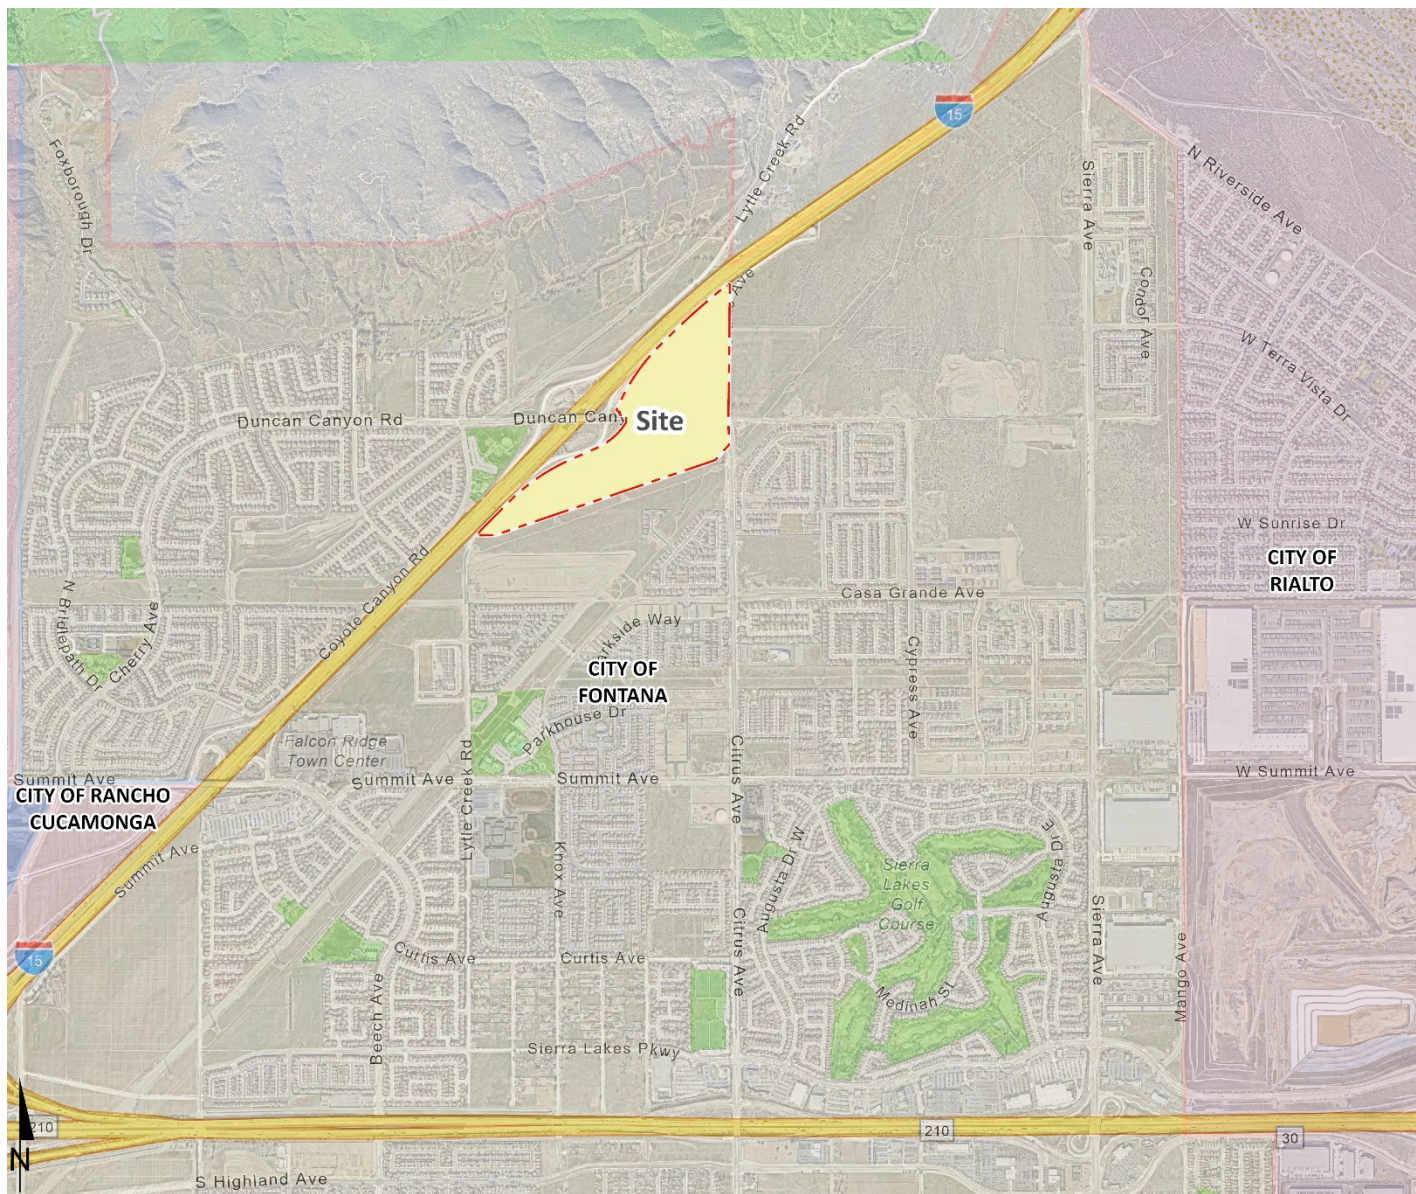 15
Lytle Creek Rd
Foxborough Dr
Sierra Ave
N Riverside Ave
Condor Ave
Ave
W Terra Vista Dr
Duncan Canyon Rd
Duncan Cany
Site
W Sunrise Dr
CITY OF
RIALTO
Coyote Canyon Rd
Casa Grande Ave
N Bridlepath Dr
Cherry Ave
arkside Way
CITY OF
FONTANA
Cypress Ave
Parkhouse Dr
Falcon Ridge
Town Center
Summit Ave
Summit Ave
Summit Ave
W Summit Ave
CITY OF RANCHO
CUCAMONGA
Lytle Creek Rd
Citrus Ave
Summit Ave
Augusta Dr W
Augusta Dr E
Sierra
Lakes
Golf
Course
Knox Ave
Citrus Ave
Sierra Ave
Mango Ave
15
Curtis Ave
Curtis Ave
Medinah St
Beech Ave
Sierra Lakes Pkwy
210
210
30
N
S Highland Ave